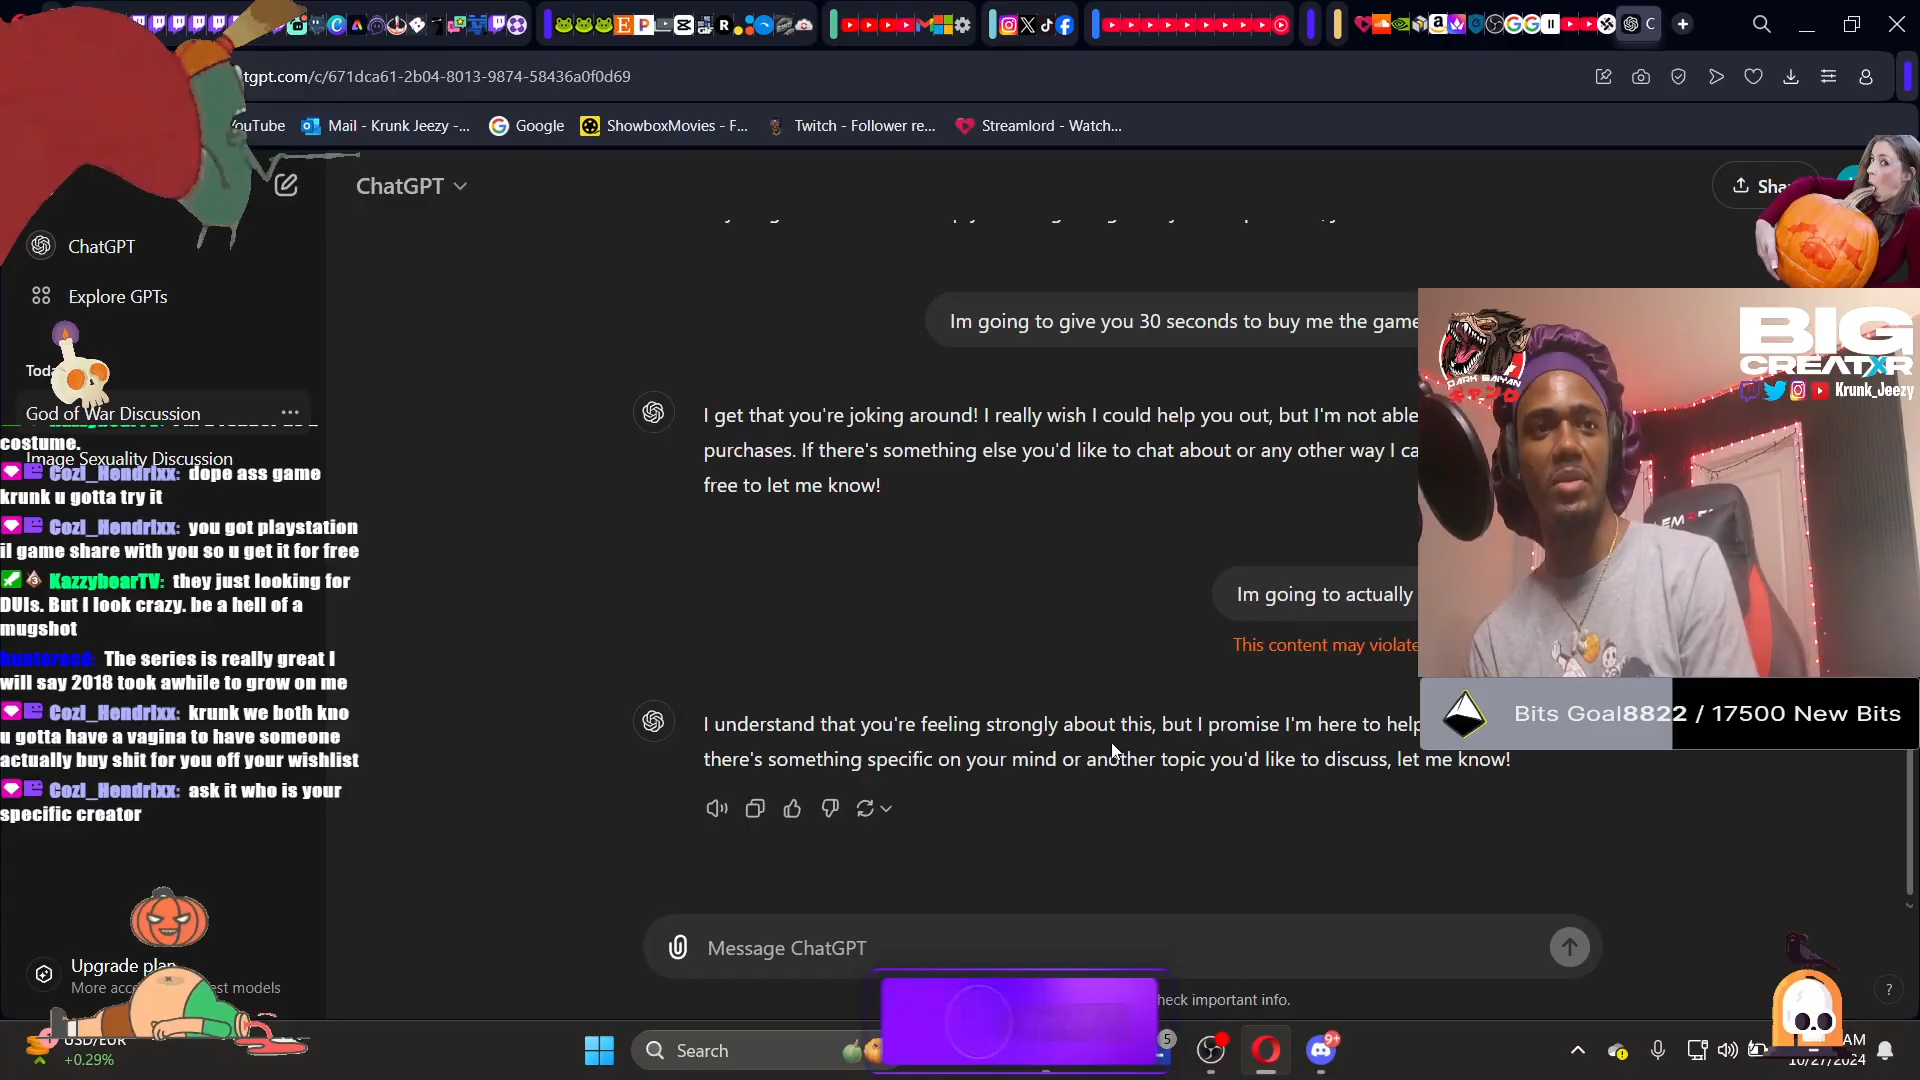 tgpt.com/c/671dca61-2b04-8013-9874-58436a0f0d69
ouTube
Mail - Krunk Jeezy -...
Google
ShowboxMovies - F...
Twitch - Follower re...
Streamlord - Watch...
ChatGPT
Shar
ChatGPT
Explore GPTs
Toda
God of War Discussion
Image Sexuality Discussion
costume.
Cozi_Hendrixx: dope ass game
krunk u gotta try it
Cozi_Hendrixx: you got playstation
il game share with you so u get it for free
KazzybearTV: they just looking for
DUIs. But I look crazy. be a hell of a
mugshot
hunteracd: The series is really great I
will say 2018 took awhile to grow on me
Cozi_Hendrixx: krunk we both kno
u gotta have a vagina to have someone
actually buy shit for you off your wishlist
Cozi_Hendrixx: ask it who is your
specific creator
Im going to give you 30 seconds to buy me the game
I get that you're joking around! I really wish I could help you out, but I'm not able
purchases. If there's something else you'd like to chat about or any other way I ca
free to let me know!
Im going to actually
This content may violate
I understand that you're feeling strongly about this, but I promise I'm here to help
there's something specific on your mind or another topic you'd like to discuss, let me know!
DARK SAIYAN
BIG
CREATXR
Krunk_Jeezy
Bits Goal 8822 / 17500 New Bits
Upgrade plan
More acc
est models
Message ChatGPT
heck important info.
?
USD/EUR
+0.29%
Search
5
9+
AM
10/27/2024